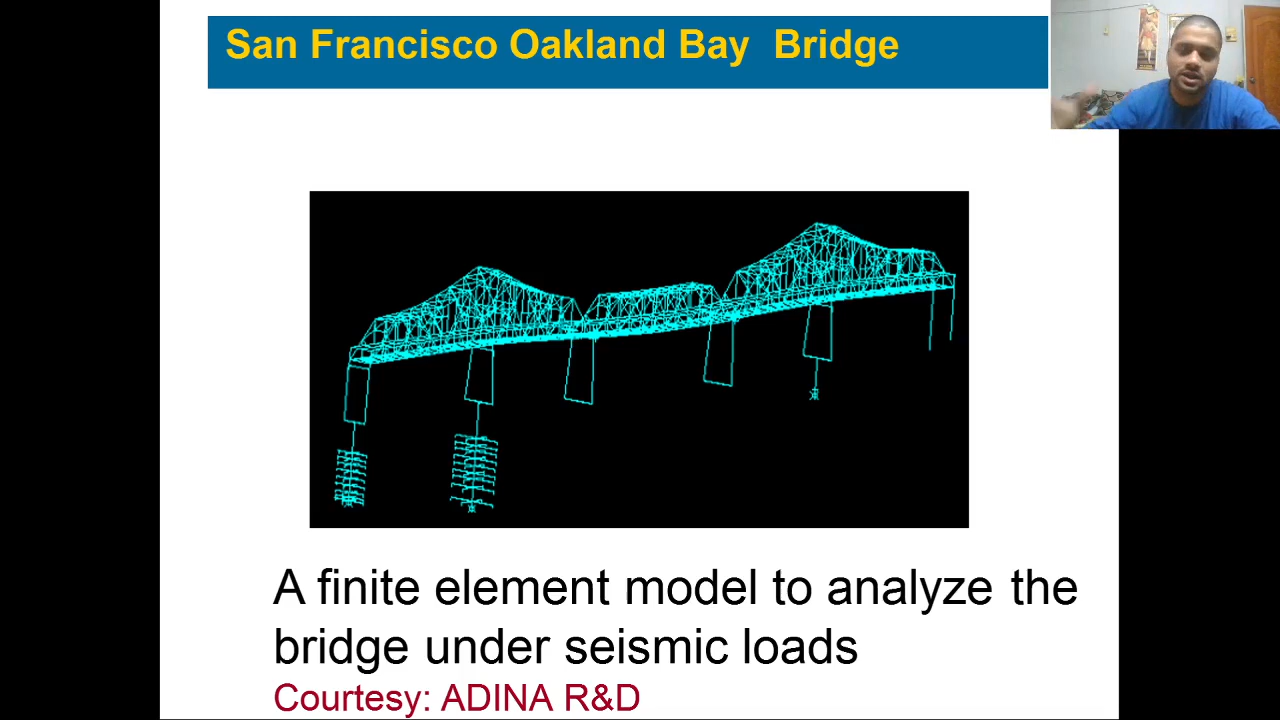 San Francisco Oakland Bay Bridge
A finite element model to analyze the
bridge under seismic loads
Courtesy: ADINA R&D